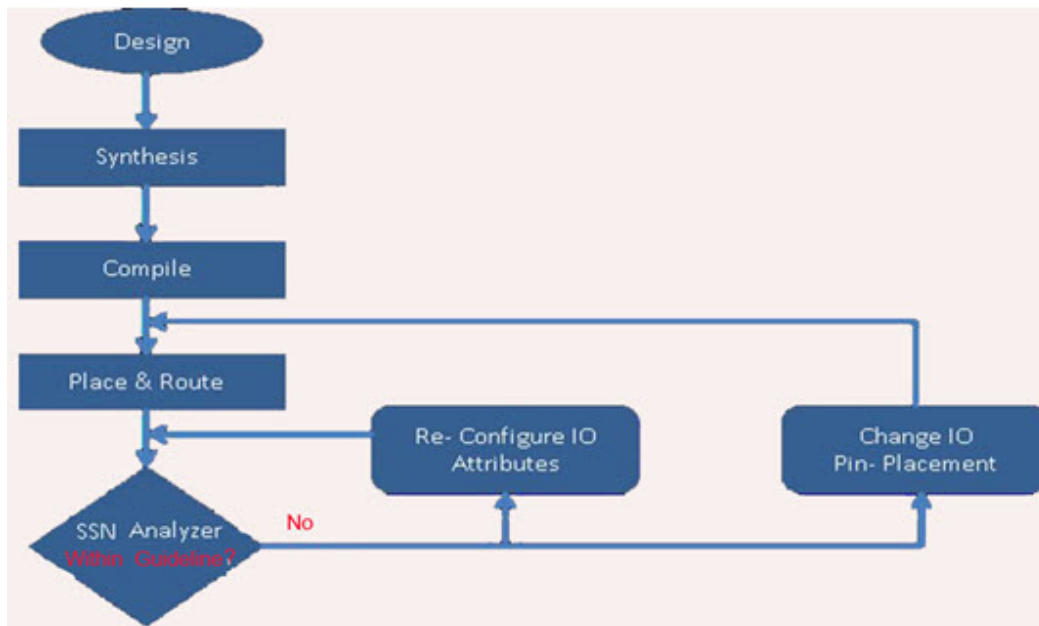 Design
Synthesis
Compile
Place & Route
Re- Configure IO
Attributes
Change IO
Pin- Placement
SSN Analyzer
Within Guideline?
No